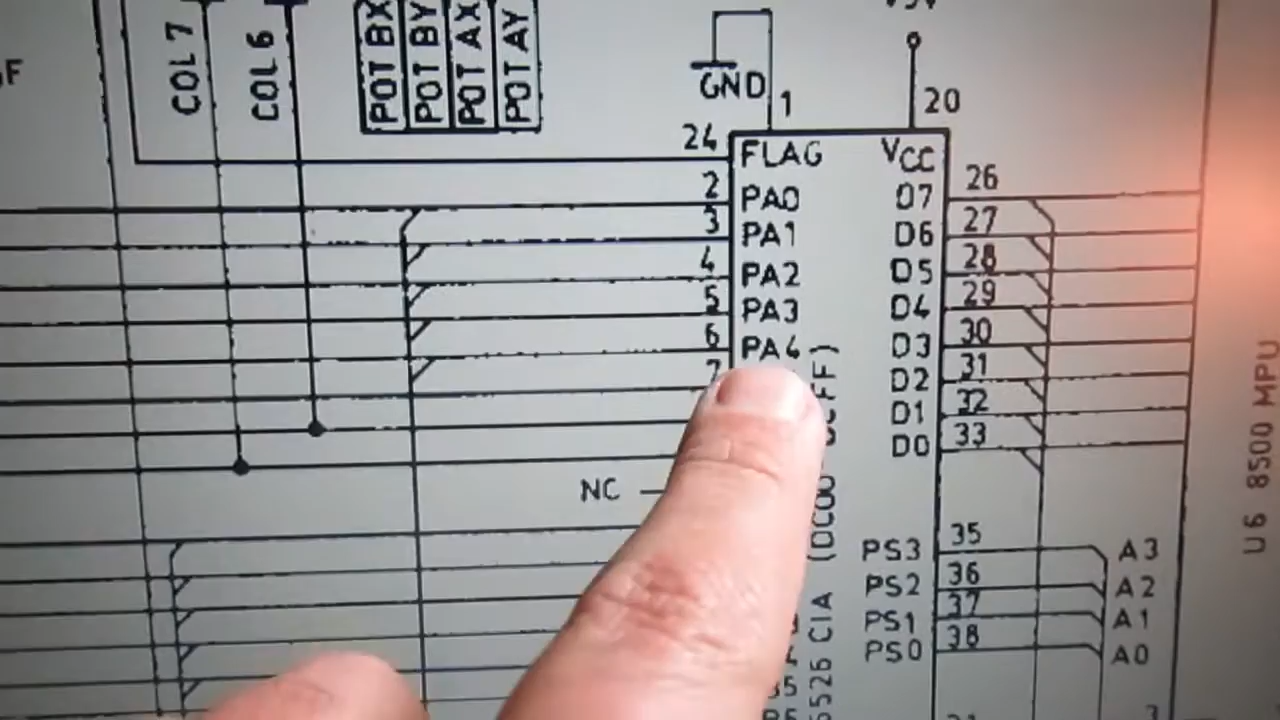 COL 7
COL 6
POT BX
POT BY
POT AX
POT AY
GND
1
20
24
FLAG
VCC
2
PA0
D7
26
3
PA1
D6
27
4
PA2
D5
28
5
PA3
D4
29
6
PA4
D3
30
7
D2
31
D1
32
D0
33
NC
PS3
35
A3
PS2
36
A2
PS1
37
A1
PS0
38
A0
6526 CIA (DC00
U6 8500 MPU